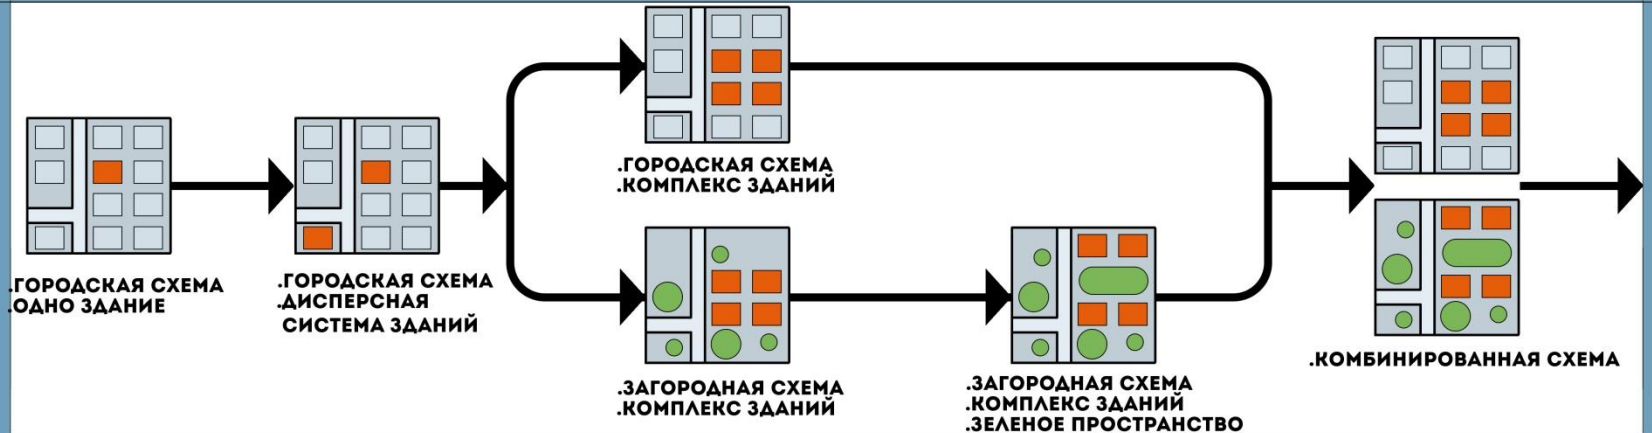 .ГОРОДСКАЯ СХЕМА
.ОДНО ЗДАНИЕ
.ГОРОДСКАЯ СХЕМА
.ДИСПЕРСНАЯ
СИСТЕМА ЗДАНИЙ
.ГОРОДСКАЯ СХЕМА
.КОМПЛЕКС ЗДАНИЙ
.ЗАГОРОДНАЯ СХЕМА
.КОМПЛЕКС ЗДАНИЙ
.ЗАГОРОДНАЯ СХЕМА
.КОМПЛЕКС ЗДАНИЙ
.ЗЕЛЕНОЕ ПРОСТРАНСТВО
.КОМБИНИРОВАННАЯ СХЕМА